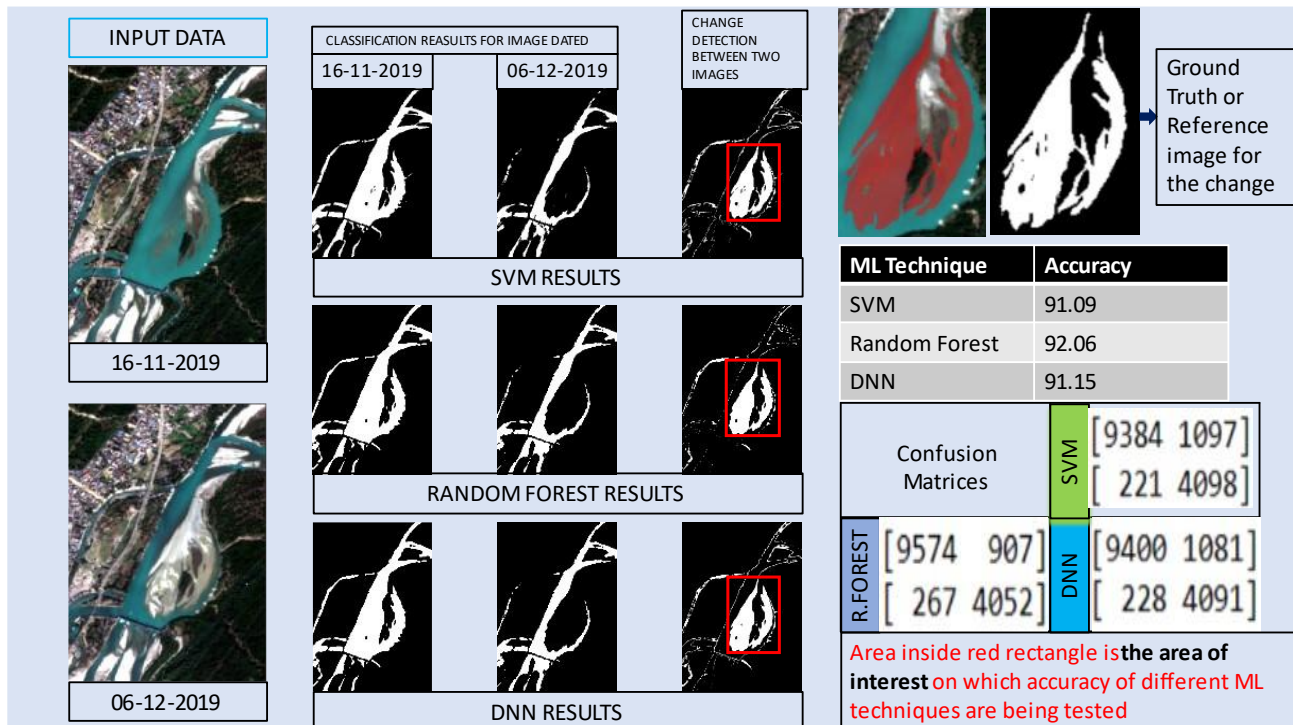 INPUT DATA
16-11-2019
06-12-2019
CLASSIFICATION REASULTS FOR IMAGE DATED
16-11-2019
06-12-2019
CHANGE
DETECTION
BETWEEN TWO
IMAGES
SVM RESULTS
RANDOM FOREST RESULTS
DNN RESULTS
Ground
Truth or
Reference
image for
the change
ML Technique Accuracy
SVM 91.09
Random Forest 92.06
DNN 91.15
Confusion
Matrices
SVM
[9384 1097]
[ 221 4098]
R.FOREST
[9574 907]
[ 267 4052]
DNN
[9400 1081]
[ 228 4091]
Area inside red rectangle is the area of
interest on which accuracy of different ML
techniques are being tested